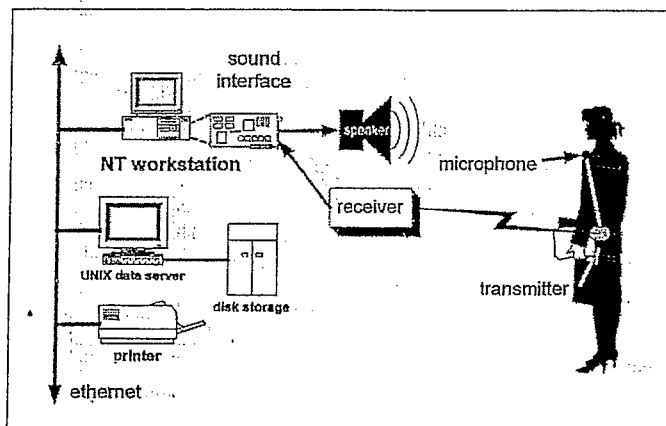 sound
interface
speaker
NT workstation
microphone
receiver
UNIX data server
disk storage
transmitter
printer
ethernet